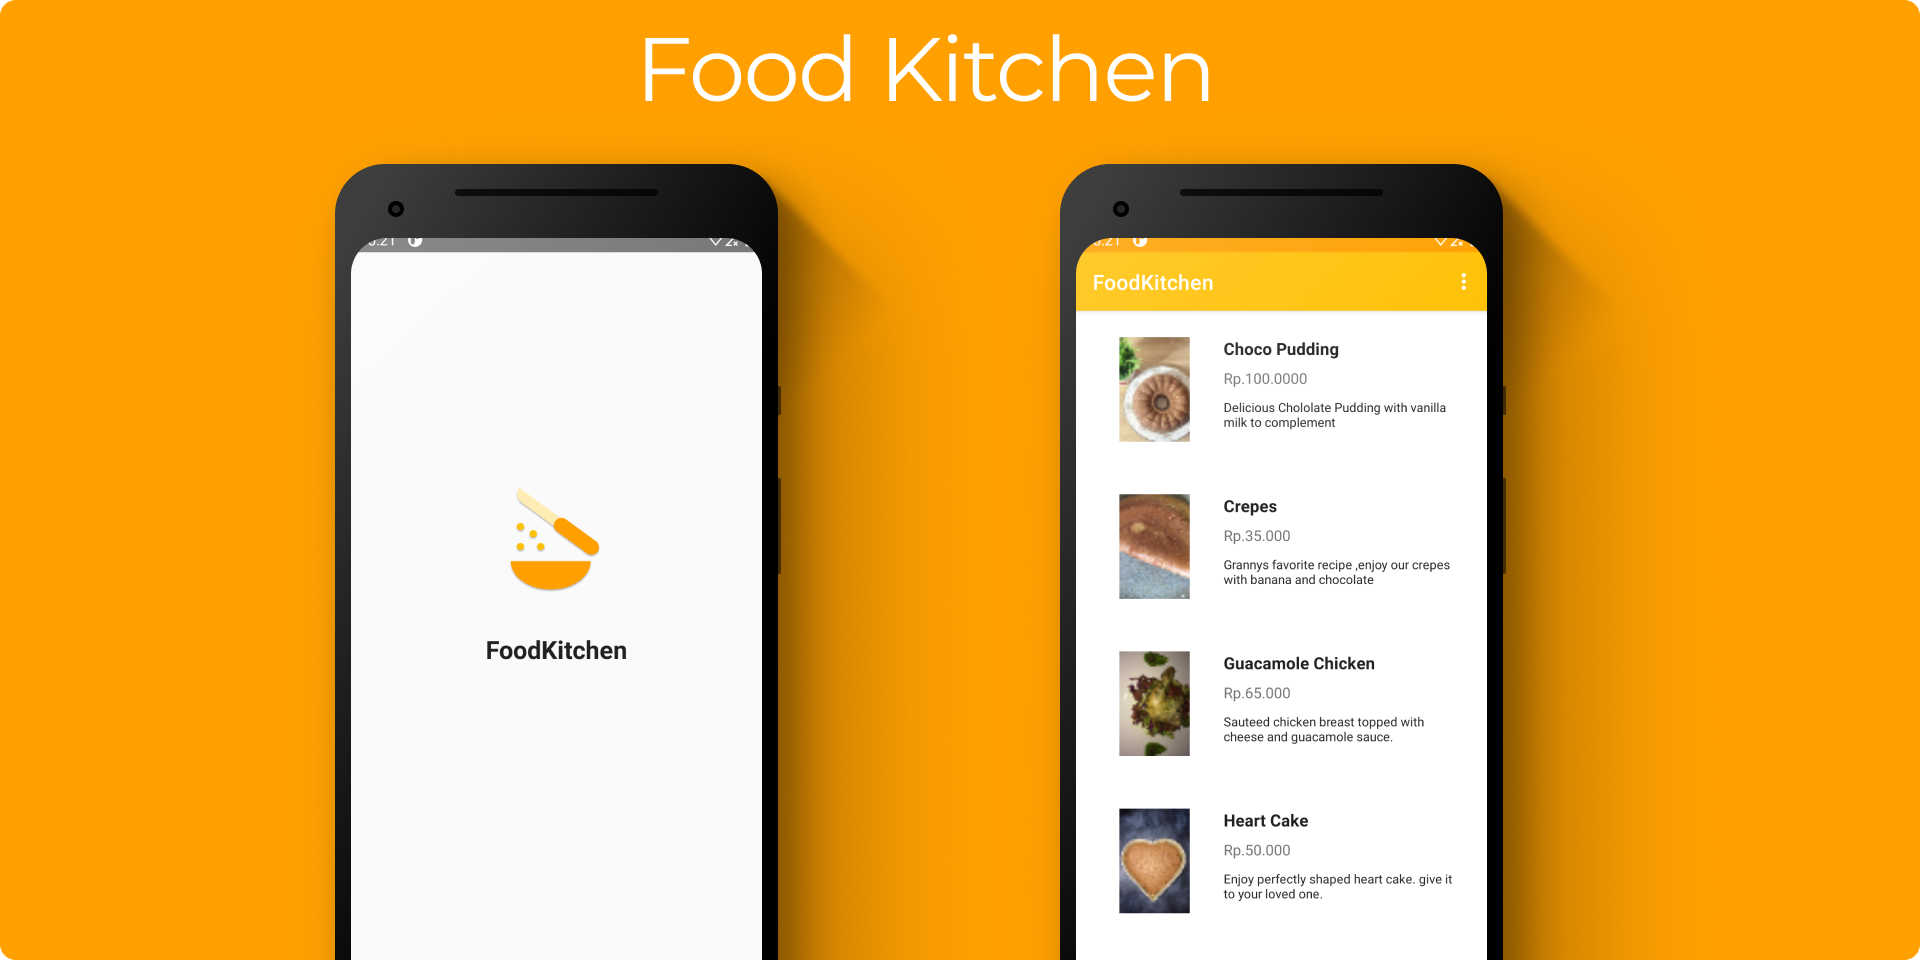 Food Kitchen
FoodKitchen
FoodKitchen
Choco Pudding
Rp.100.0000
Delicious Chololate Pudding with vanilla
milk to complement
Crepes
Rp.35.000
Grannys favorite recipe ,enjoy our crepes
with banana and chocolate
Guacamole Chicken
Rp.65.000
Sauteed chicken breast topped with
cheese and guacamole sauce.
Heart Cake
Rp.50.000
Enjoy perfectly shaped heart cake. give it
to your loved one.